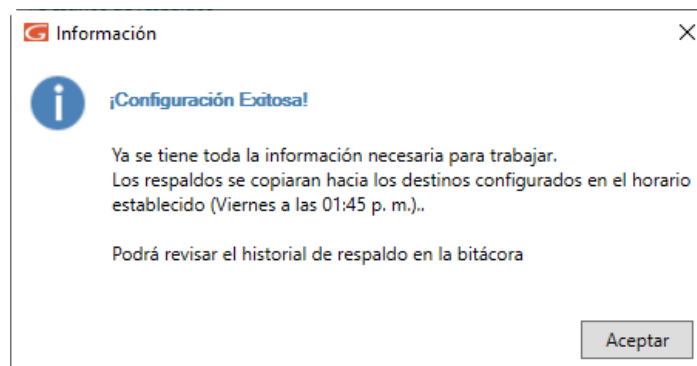 Información
¡Configuración Exitosa!
Ya se tiene toda la información necesaria para trabajar.
Los respaldos se copiaran hacia los destinos configurados en el horario
establecido (Viernes a las 01:45 p. m.)..
Podrá revisar el historial de respaldo en la bitácora
Aceptar